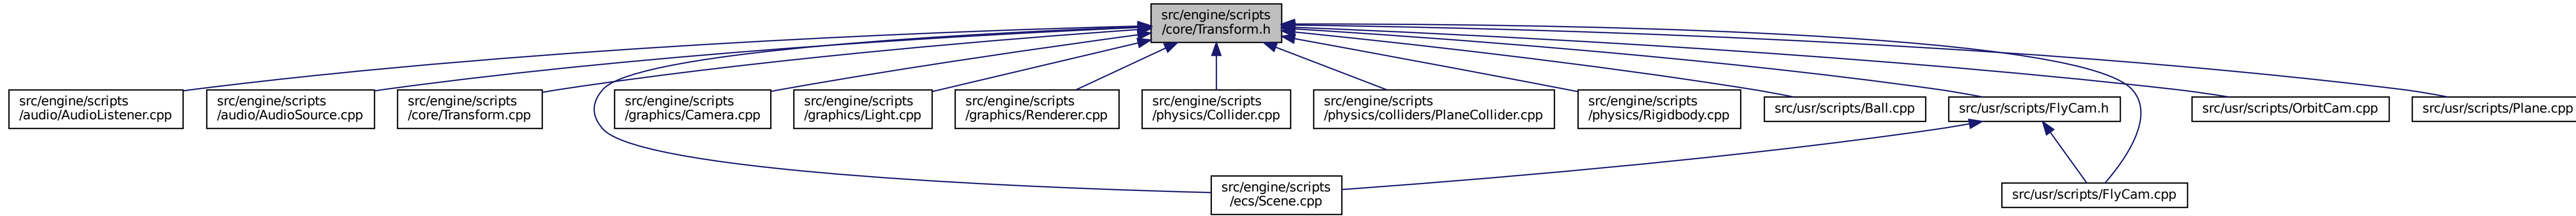 src/engine/scripts
/core/Transform.h
src/engine/scripts
/audio/AudioListener.cpp
src/engine/scripts
/audio/AudioSource.cpp
src/engine/scripts
/core/Transform.cpp
src/engine/scripts
/graphics/Camera.cpp
src/engine/scripts
/graphics/Light.cpp
src/engine/scripts
/graphics/Renderer.cpp
src/engine/scripts
/physics/Collider.cpp
src/engine/scripts
/physics/colliders/PlaneCollider.cpp
src/engine/scripts
/physics/Rigidbody.cpp
src/usr/scripts/Ball.cpp
src/usr/scripts/FlyCam.h
src/usr/scripts/OrbitCam.cpp
src/usr/scripts/Plane.cpp
src/engine/scripts
/ecs/Scene.cpp
src/usr/scripts/FlyCam.cpp